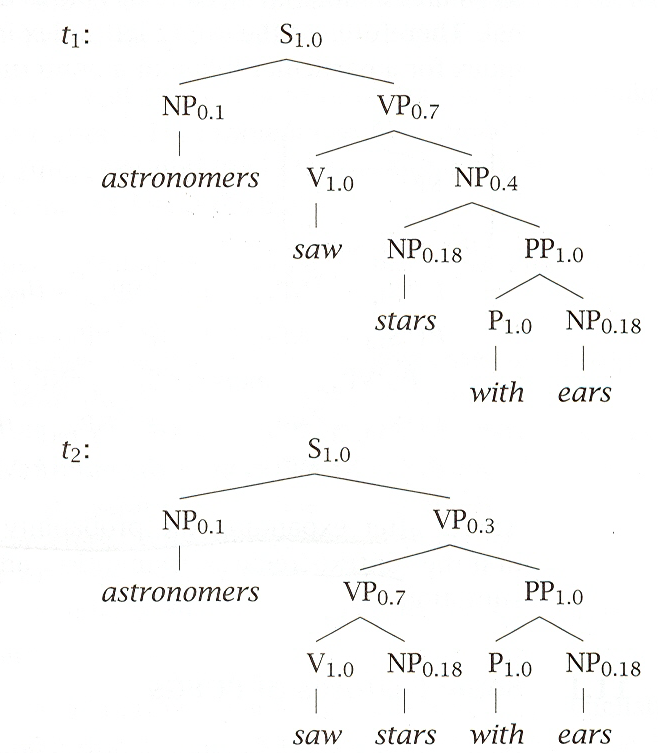 t1: S1.0
NP0.1 VP0.7
astronomers V1.0 NP0.4
saw NP0.18 PP1.0
stars P1.0 NP0.18
with ears
t2: S1.0
NP0.1 VP0.3
astronomers VP0.7 PP1.0
V1.0 NP0.18 P1.0 NP0.18
saw stars with ears